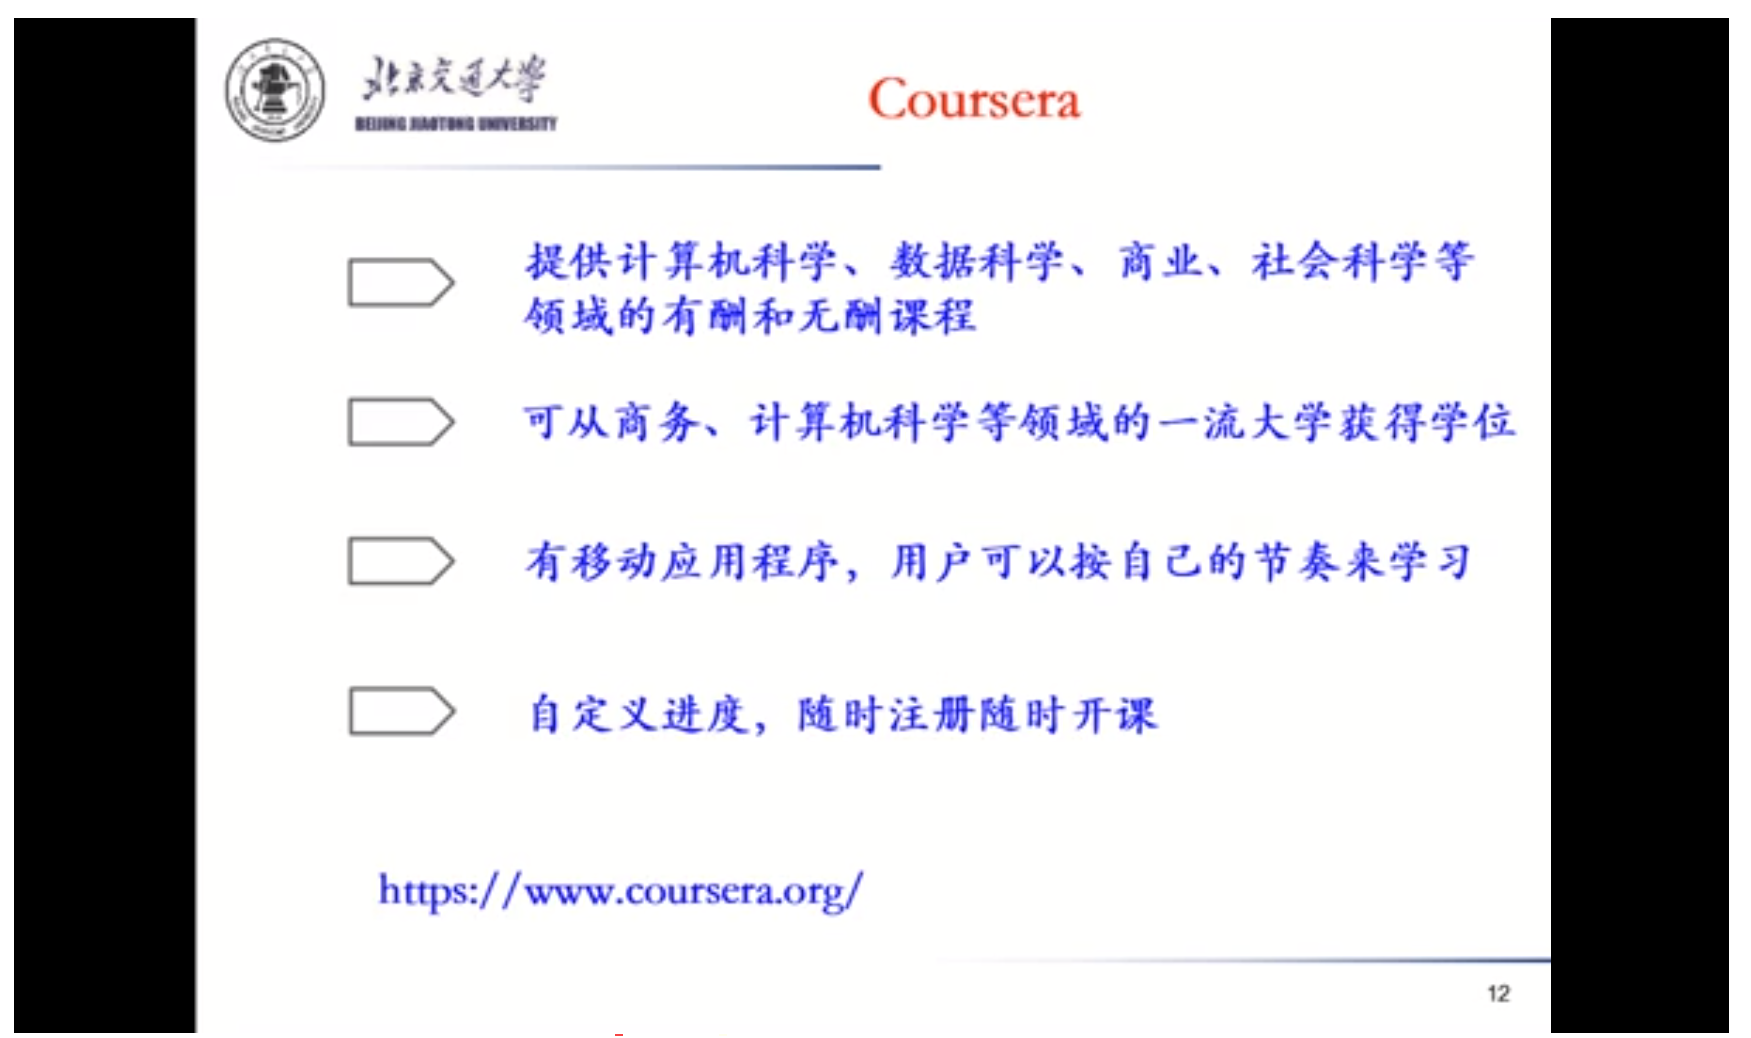 北京交通大学
BEIJING JIAOTONG UNIVERSITY
Coursera
提供计算机科学、数据科学、商业、社会科学等
领域的有酬和无酬课程
可从商务、计算机科学等领域的一流大学获得学位
有移动应用程序，用户可以按自己的节奏来学习
自定义进度，随时注册随时开课
https://www.coursera.org/
12